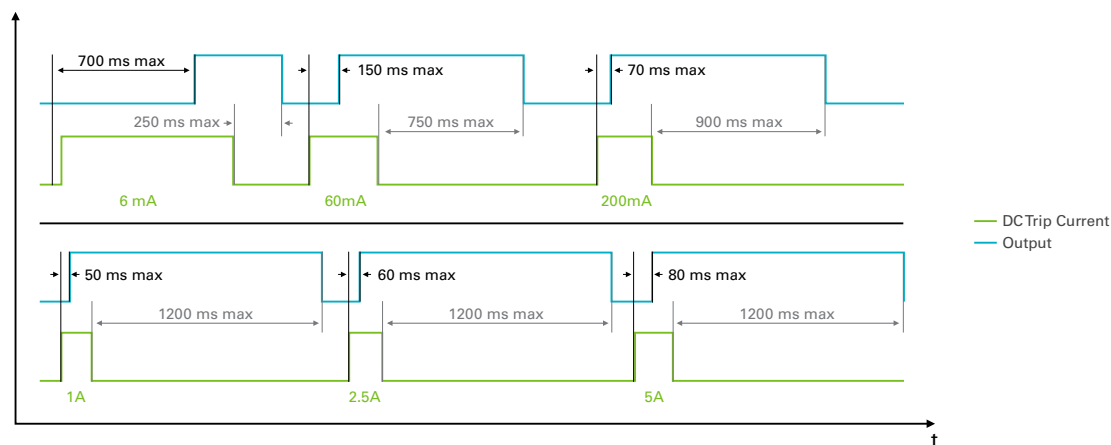 700 ms max
150 ms max
70 ms max
250 ms max
750 ms max
900 ms max
6 mA
60mA
200mA
DC Trip Current
Output
50 ms max
60 ms max
80 ms max
1200 ms max
1200 ms max
1200 ms max
1A
2.5A
5A
t